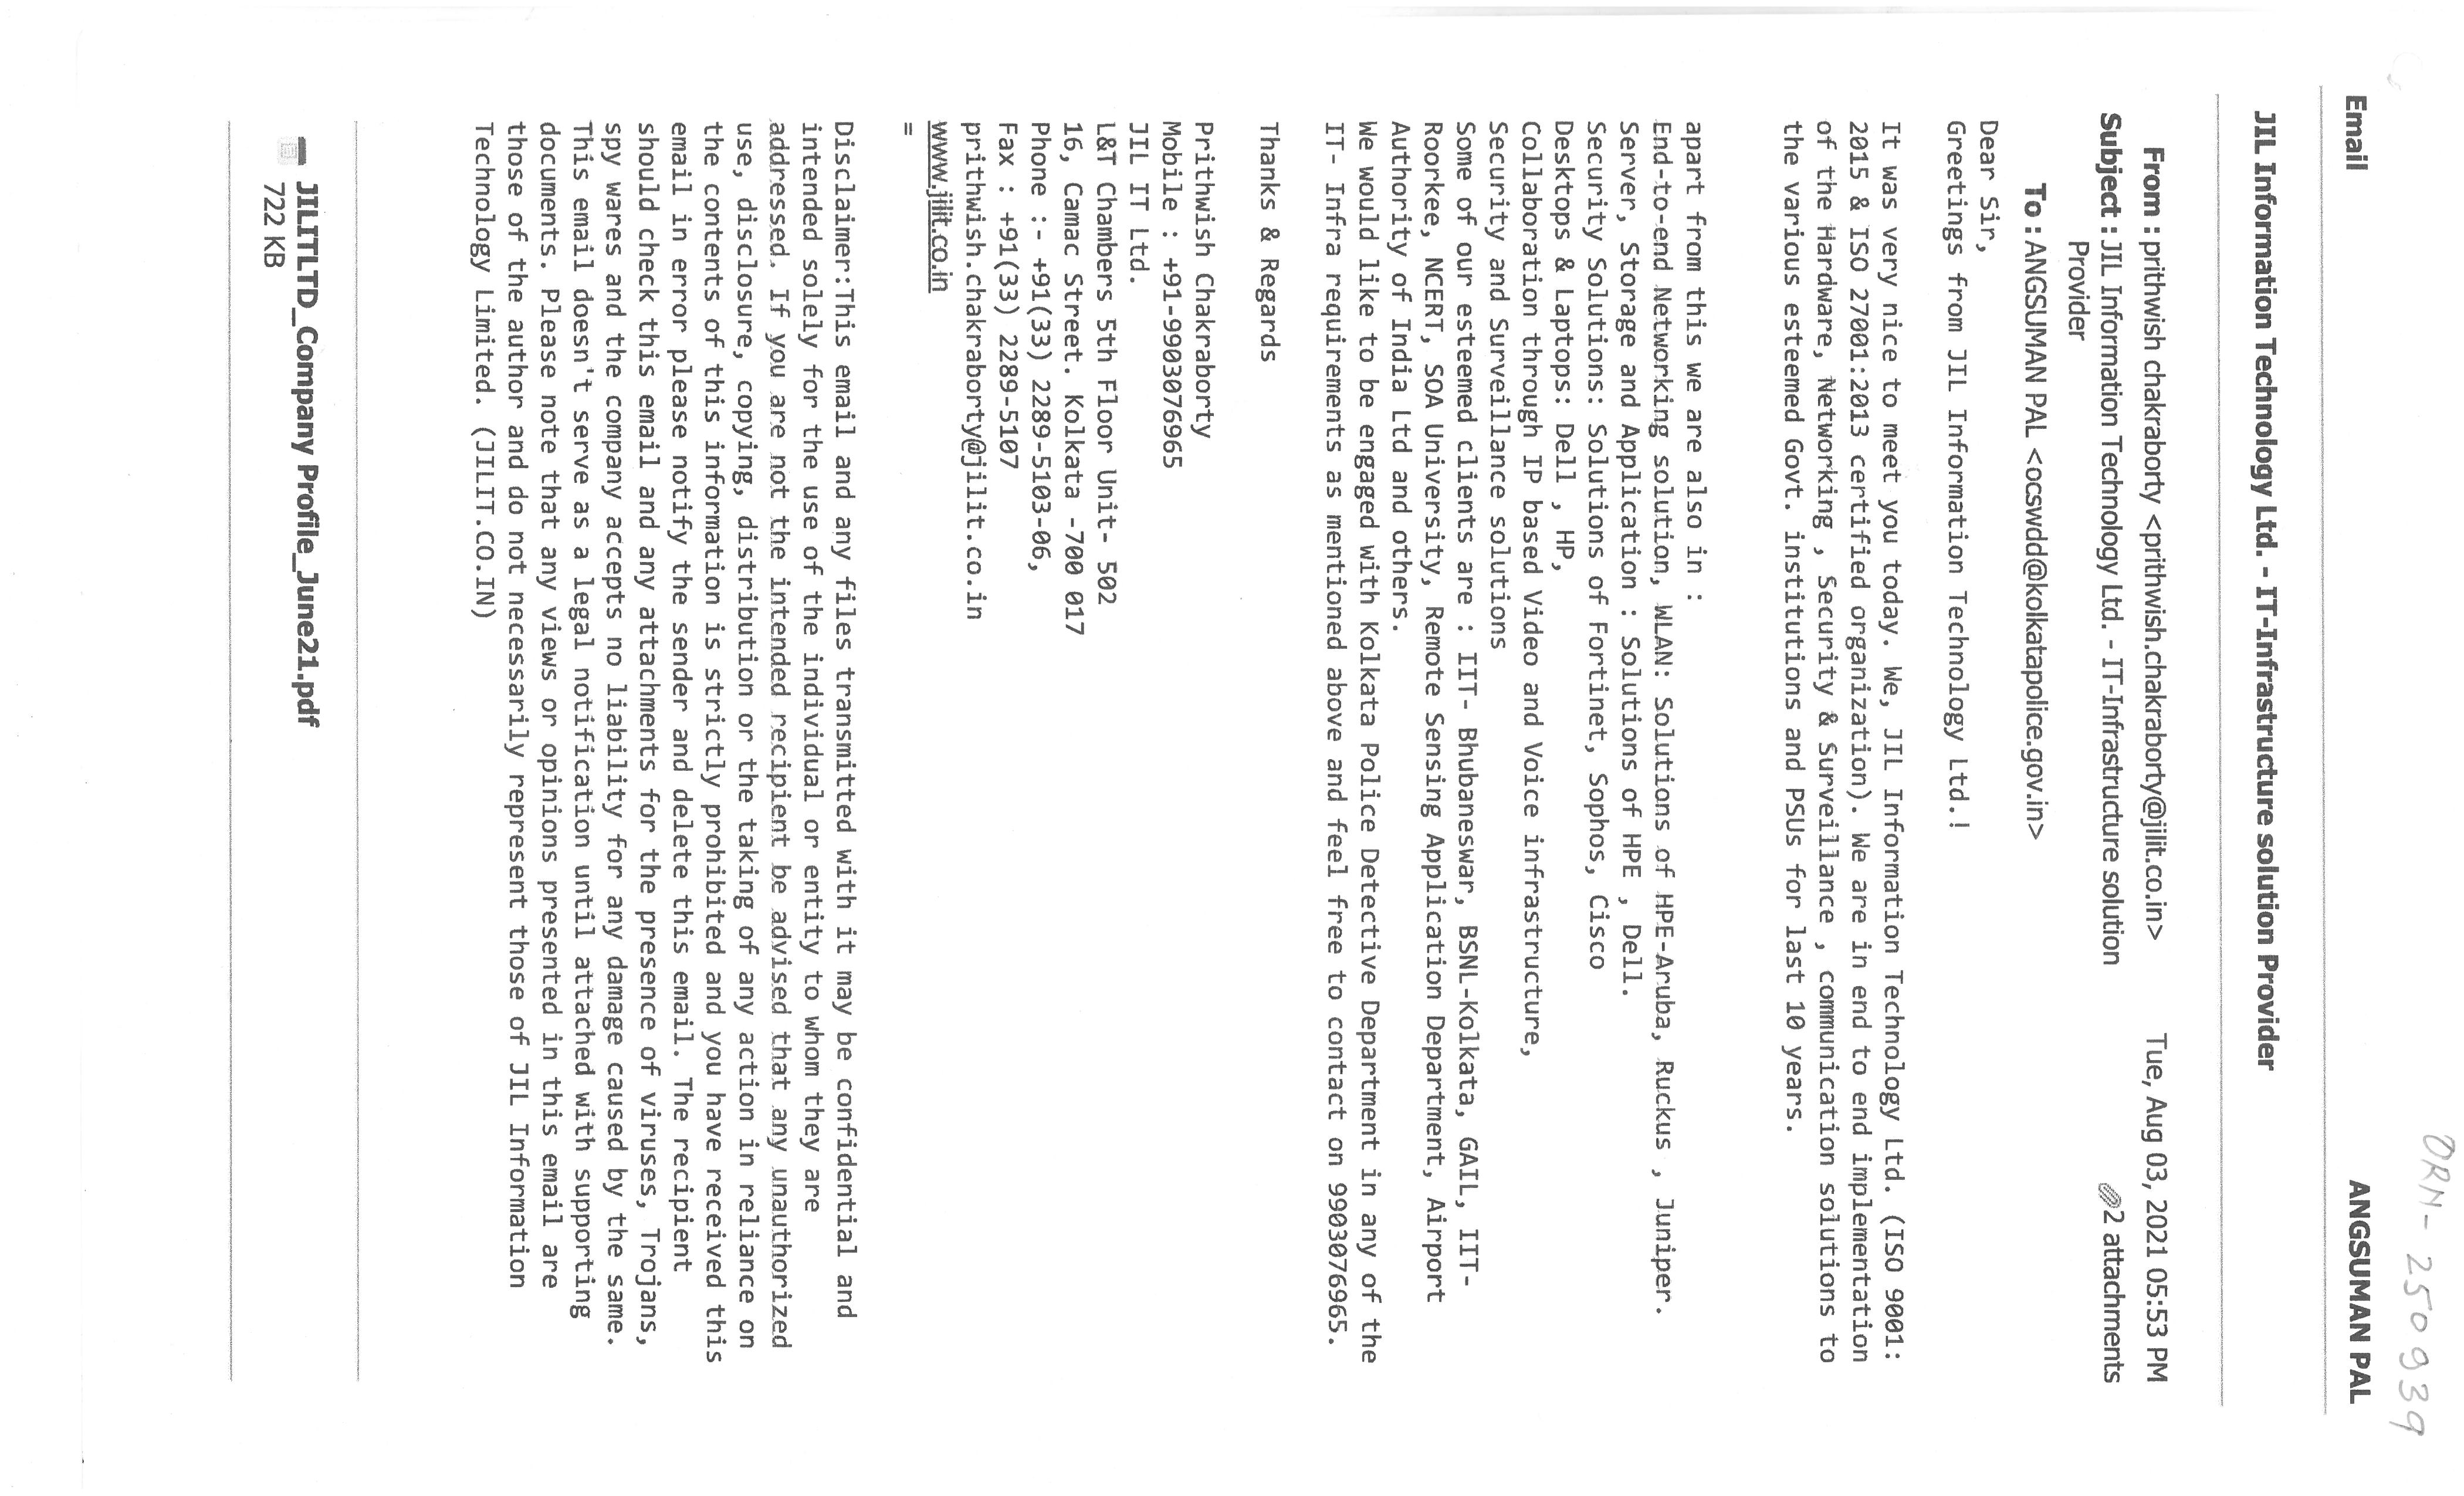 ORM- 250939
Email ANGSUMAN PAL
JIL Information Technology Ltd. - IT-Infrastructure solution Provider
From : prithwish chakraborty <prithwish.chakraborty@jilit.co.in> Tue, Aug 03, 2021 05:53 PM
Subject : JIL Information Technology Ltd. - IT-Infrastructure solution 2 attachments
Provider
To : ANGSUMAN PAL <ocswdd@kolkatapolice.gov.in>
Dear Sir,
Greetings from JIL Information Technology Ltd.!
It was very nice to meet you today. We, JIL Information Technology Ltd. (ISO 9001:
2015 & ISO 27001:2013 certified organization). We are in end to end implementation
of the Hardware, Networking , Security & Surveillance , communication solutions to
the various esteemed Govt. institutions and PSUs for last 10 years.
apart from this we are also in :
End-to-end Networking solution, WLAN: Solutions of HPE-Aruba, Ruckus , Juniper.
Server, Storage and Application : Solutions of HPE , Dell.
Security Solutions: Solutions of Fortinet, Sophos, Cisco
Desktops & Laptops: Dell , HP,
Collaboration through IP based Video and Voice infrastructure,
Security and Surveillance solutions
Some of our esteemed clients are : IIT- Bhubaneswar, BSNL-Kolkata, GAIL, IIT-
Roorkee, NCERT, SOA University, Remote Sensing Application Department, Airport
Authority of India Ltd and others.
We would like to be engaged with Kolkata Police Detective Department in any of the
IT- Infra requirements as mentioned above and feel free to contact on 9903076965.
Thanks & Regards
Prithwish Chakraborty
Mobile : +91-9903076965
JIL IT Ltd.
L&T Chambers 5th Floor Unit- 502
16, Camac Street. Kolkata -700 017
Phone :- +91(33) 2289-5103-06,
Fax : +91(33) 2289-5107
prithwish.chakraborty@jilit.co.in
www.jilit.co.in
=
Disclaimer:This email and any files transmitted with it may be confidential and
intended solely for the use of the individual or entity to whom they are
addressed. If you are not the intended recipient be advised that any unauthorized
use, disclosure, copying, distribution or the taking of any action in reliance on
the contents of this information is strictly prohibited and you have received this
email in error please notify the sender and delete this email. The recipient
should check this email and any attachments for the presence of viruses, Trojans,
spy wares and the company accepts no liability for any damage caused by the same.
This email doesn't serve as a legal notification until attached with supporting
documents. Please note that any views or opinions presented in this email are
those of the author and do not necessarily represent those of JIL Information
Technology Limited. (JILIT.CO.IN)
JILITLTD_Company Profile_June21.pdf
722 KB